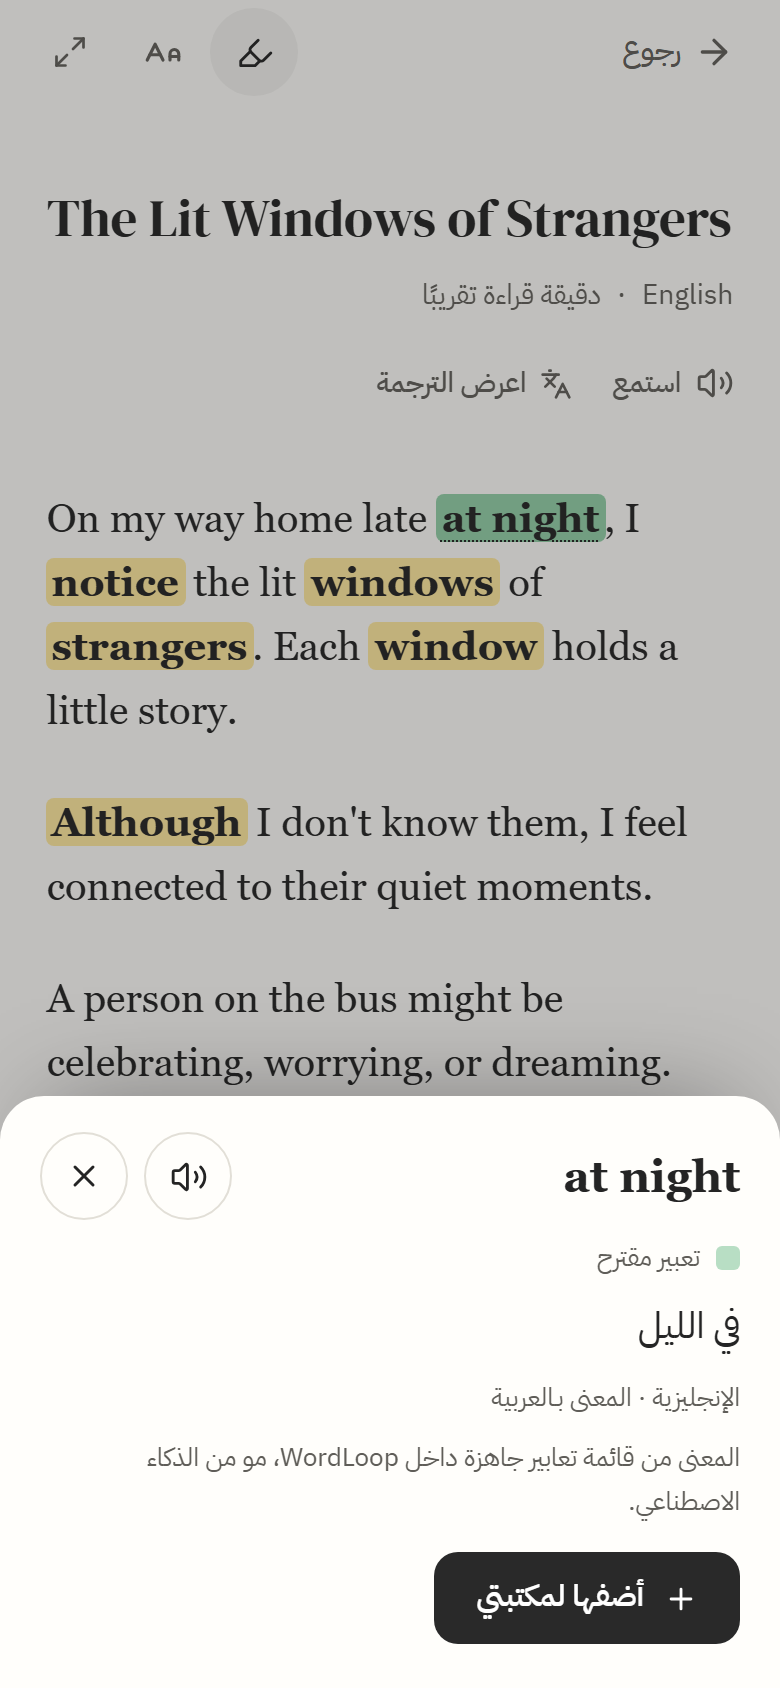 رجوع
The Lit Windows of Strangers
English · دقيقة قراءة تقريبًا
استمع
اعرض الترجمة
On my way home late at night, I
notice the lit windows of
strangers. Each window holds a
little story.
Although I don't know them, I feel
connected to their quiet moments.
A person on the bus might be
celebrating, worrying, or dreaming.
at night
تعبير مقترح
في الليل
الإنجليزية · المعنى بالعربية
المعنى من قائمة تعابير جاهزة داخل WordLoop، مو من الذكاء
الاصطناعي.
أضفها لمكتبتي